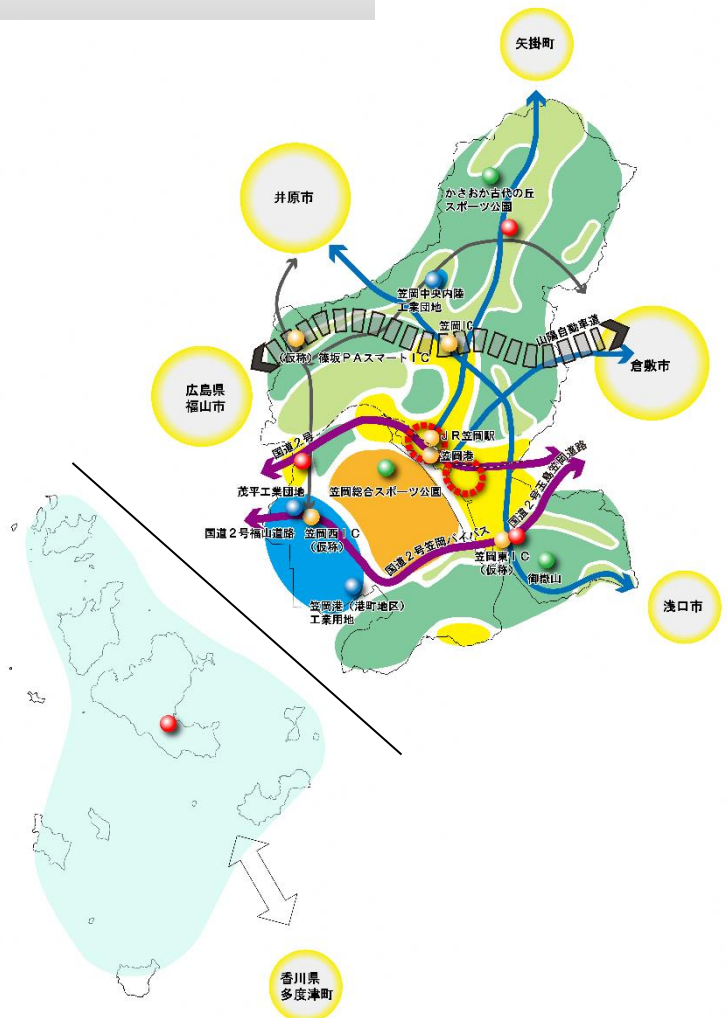 矢掛町
井原市
かさおか古代の丘
スポーツ公園
笠岡中央内陸
工業団地
笠岡IC
山陽自動車道
(仮称)篠坂PAスマートIC
倉敷市
広島県
福山市
国道2号
JR笠岡駅
笠岡港
茂平工業団地
笠岡総合スポーツ公園
国道2号玉島笠岡道路
国道2号福山道路
笠岡西IC
(仮称)
国道2号笠岡バイパス
笠岡東IC
(仮称)
御嶽山
笠岡港(港町地区)
工業用地
浅口市
香川県
多度津町